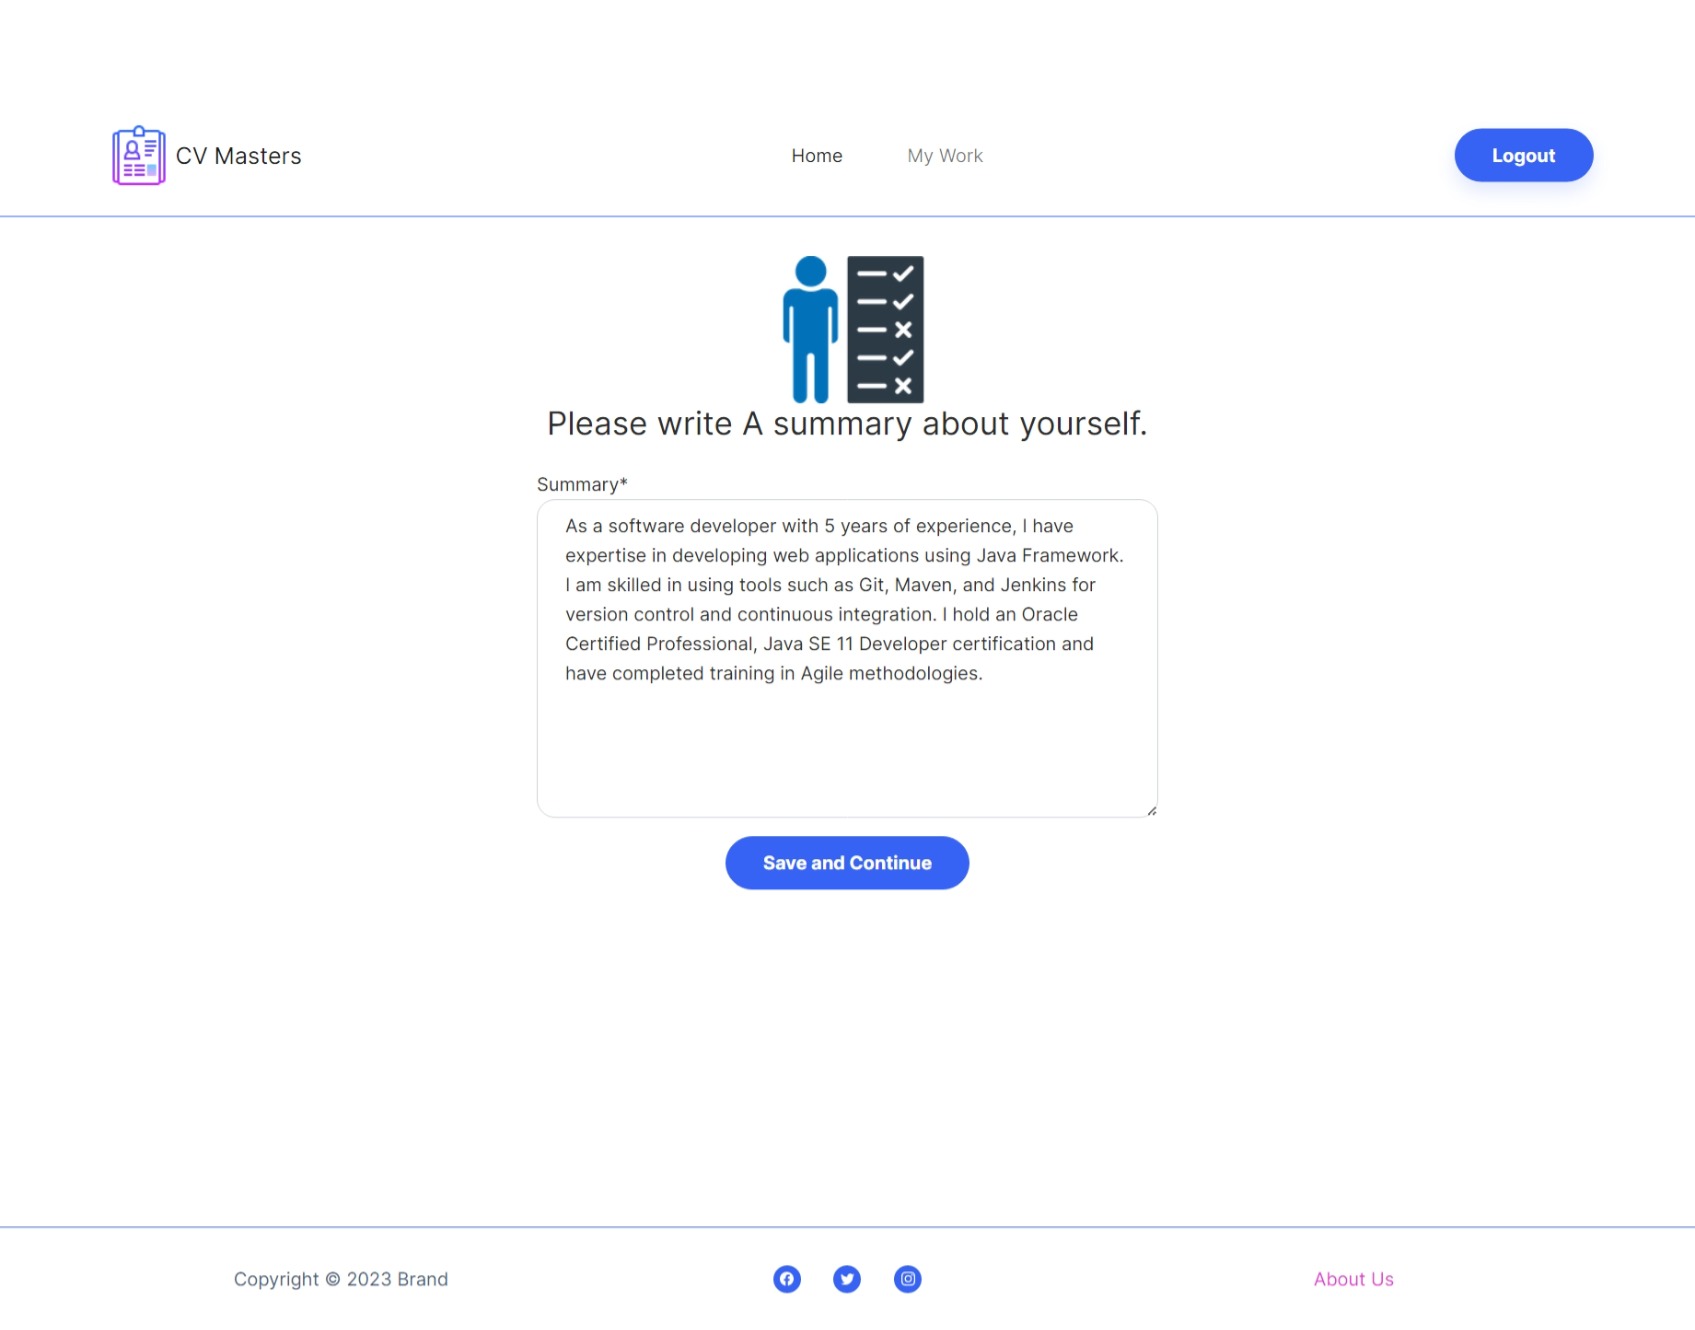 CV Masters
Home
My Work
Logout
Please write A summary about yourself.
Summary*
As a software developer with 5 years of experience, I have
expertise in developing web applications using Java Framework.
I am skilled in using tools such as Git, Maven, and Jenkins for
version control and continuous integration. I hold an Oracle
Certified Professional, Java SE 11 Developer certification and
have completed training in Agile methodologies.
Save and Continue
Copyright © 2023 Brand
About Us